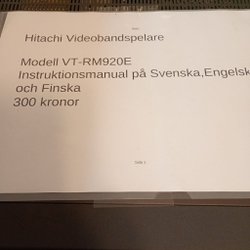 Hitachi Videobandspelare
Modell VT-RM920E
Instruktionsmanual på Svenska,Engelsk
och Finska
300 kronor